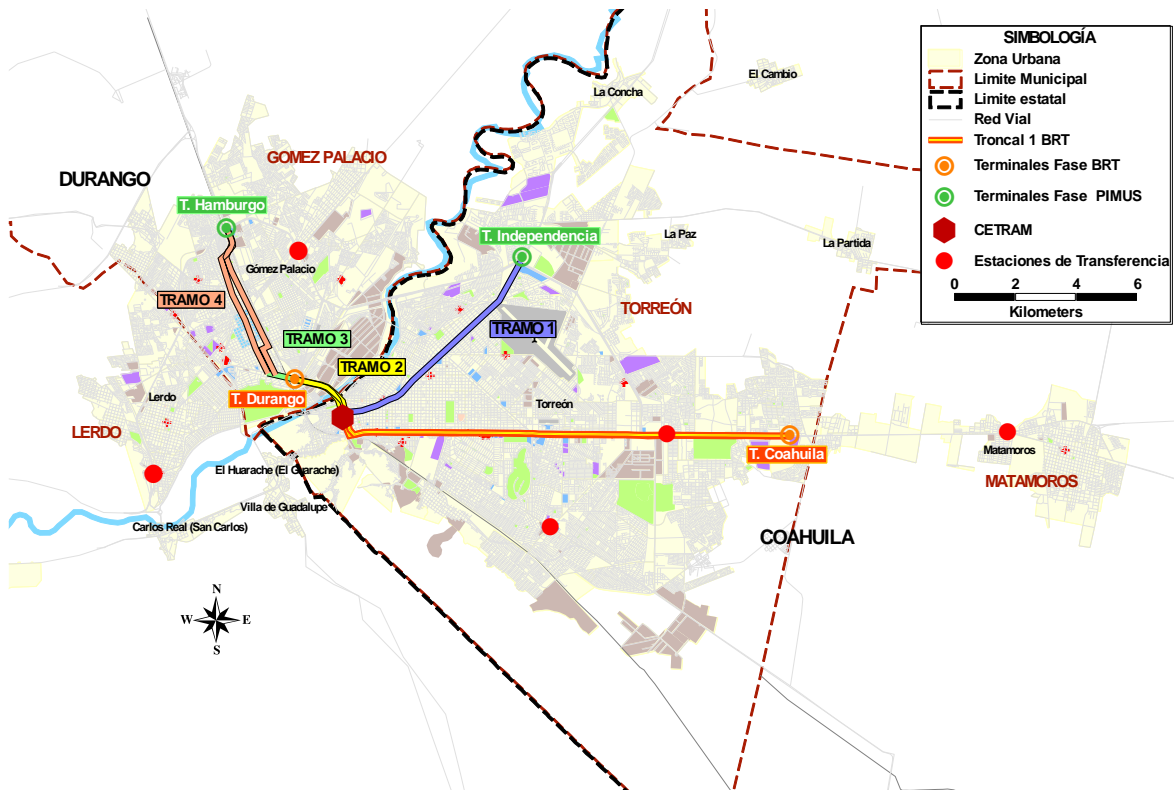 SIMBOLOGÍA
Zona Urbana
Limite Municipal
Limite estatal
Red Vial
Troncal 1 BRT
Terminales Fase BRT
Terminales Fase PIMUS
CETRAM
Estaciones de Transferencia
0 2 4 6
Kilometers
El Cambio
La Concha
GOMEZ PALACIO
DURANGO
T. Hamburgo
T. Independencia
La Paz
La Partida
Gómez Palacio
TRAMO 4
TORREÓN
TRAMO 1
TRAMO 3
TRAMO 2
T. Durango
Lerdo
Torreón
LERDO
T. Coahuila
Matamoros
El Huarache (El Guarache)
MATAMOROS
Villa de Guadalupe
Carlos Real (San Carlos)
COAHUILA
N
W E
S